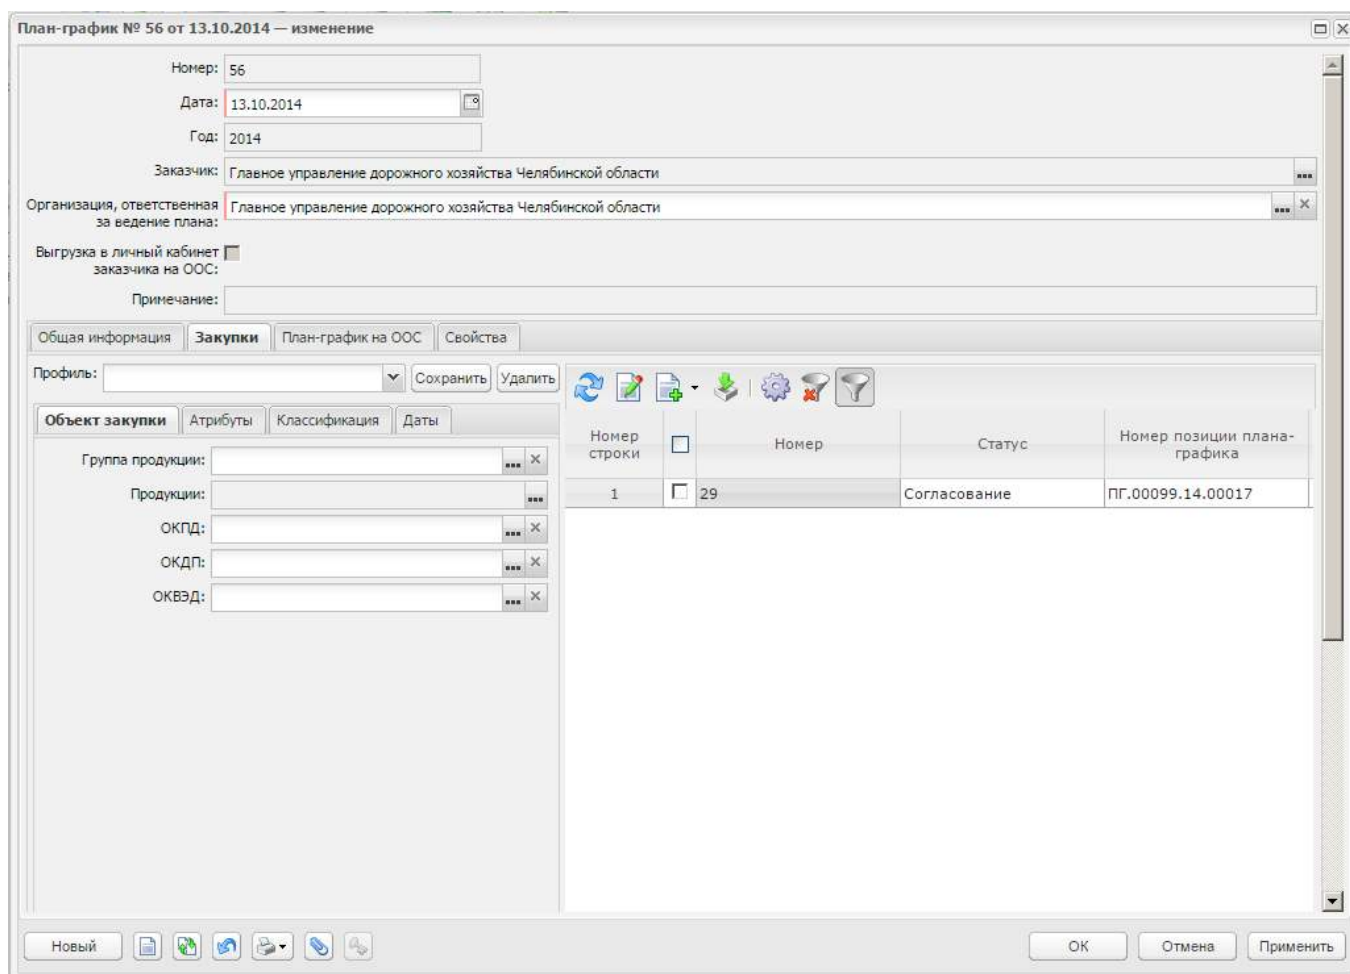 План-график № 56 от 13.10.2014 — изменение
Номер: 56
Дата: 13.10.2014
Год: 2014
Заказчик: Главное управление дорожного хозяйства Челябинской области
Организация, ответственная
за ведение плана:
Главное управление дорожного хозяйства Челябинской области
Выгрузка в личный кабинет
заказчика на ООС:
Примечание:
Общая информация Закупки План-график на ООС Свойства
Профиль: Сохранить Удалить
Объект закупки Атрибуты Классификация Даты
Группа продукции:
Продукции:
ОКПД:
ОКДП:
ОКВЭД:
Номер
строки
Номер Статус
Номер позиции плана-
графика
1 29 Согласование ПГ.00099.14.00017
Новый ОК Отмена Применить